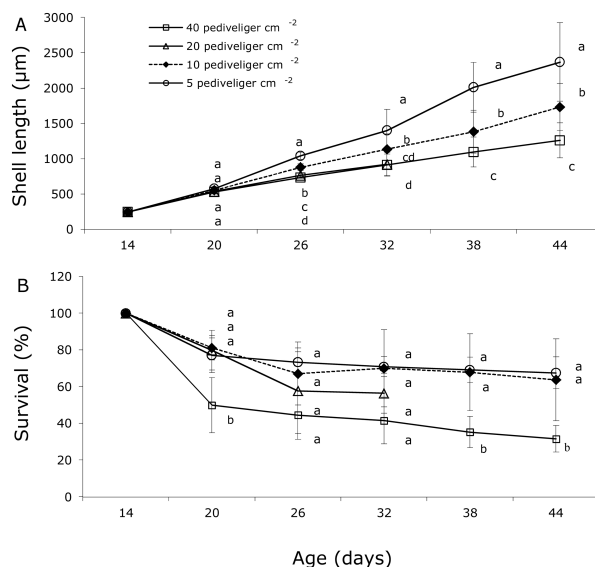 A
Shell length (µm)
3000
2500
2000
1500
1000
500
0
40 pediveliger cm -2
20 pediveliger cm -2
10 pediveliger cm -2
5 pediveliger cm -2
a
a
a
a
a
a
b
c
d
a
b
cd
d
a
b
c
a
b
c
14
20
26
32
38
44
B
Survival (%)
120
100
80
60
40
20
0
a
a
a
b
a
a
a
a
a
a
a
a
a
b
a
a
b
14
20
26
32
38
44
Age (days)